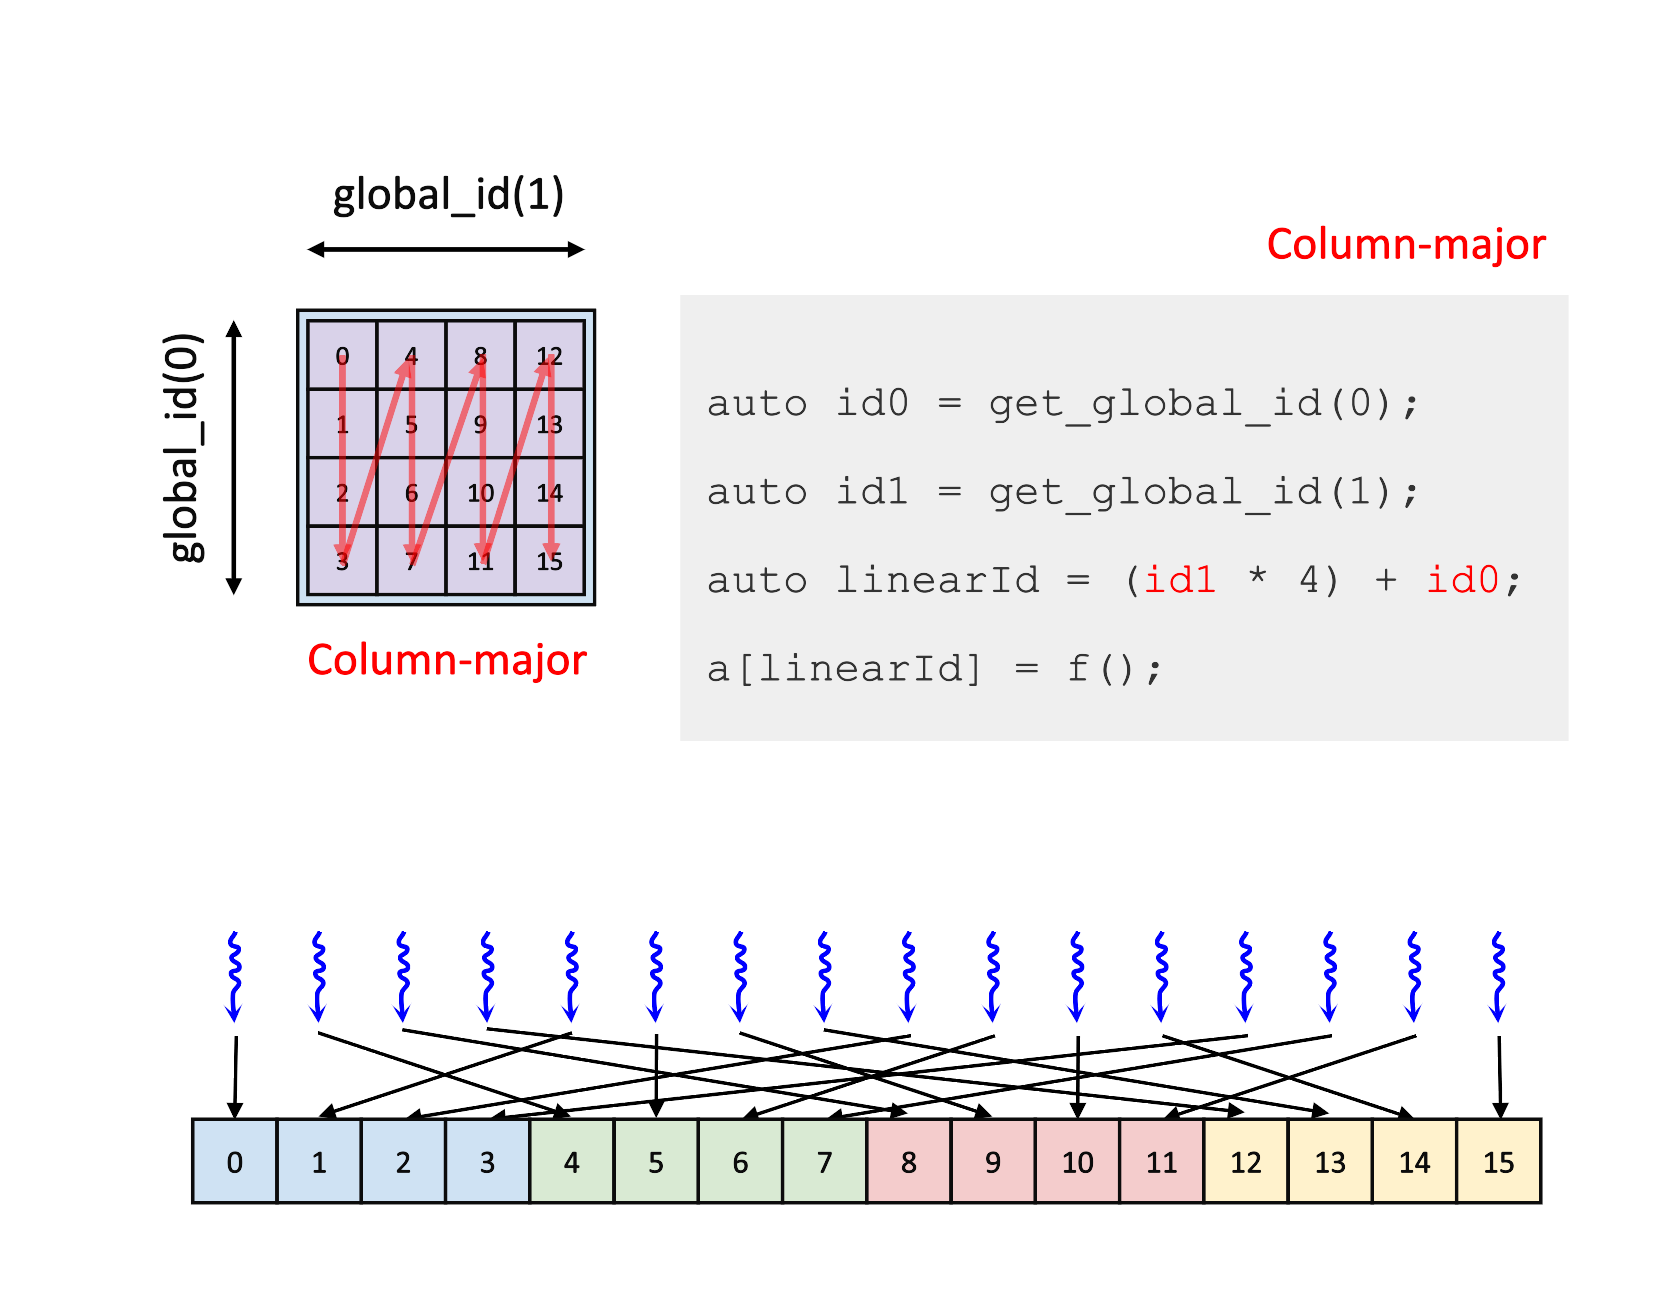 global_id(1)
Column-major
global_id(0)
0 4 8 12
1 5 9 13
2 6 10 14
3 7 11 15
Column-major
auto id0 = get_global_id(0);
auto id1 = get_global_id(1);
auto linearId = (id1 * 4) + id0;
a[linearId] = f();
0 1 2 3 4 5 6 7 8 9 10 11 12 13 14 15